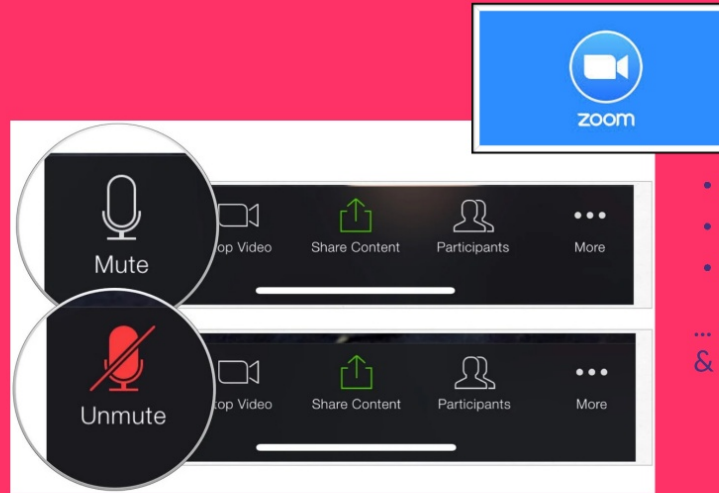 zoom
Mute
op Video Share Content Participants More
Unmute
op Video Share Content Participants More
...
&